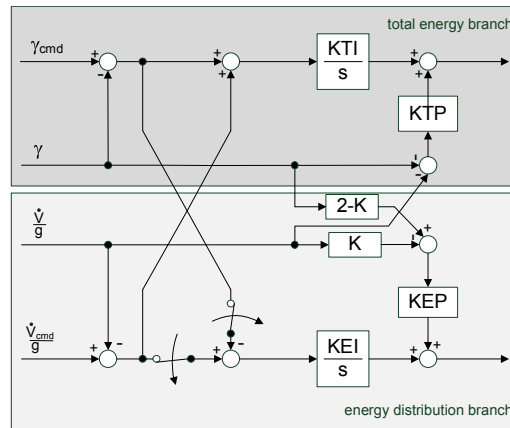 total energy branch
γcmd
+
+
-
+
+
KTI
s
+
+
KTP
γ
-
-
2-K
V̇
g
K
+
-
KEP
V̇cmd
g
+
-
+
-
KEI
s
+
+
energy distribution branch